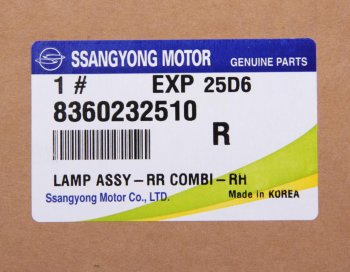 SSANGYONG MOTOR GENUINE PARTS
1 # EXP 25D6
8360232510
R
LAMP ASSY-RR COMBI-RH
Ssangyong Motor Co., LTD. Made in KOREA